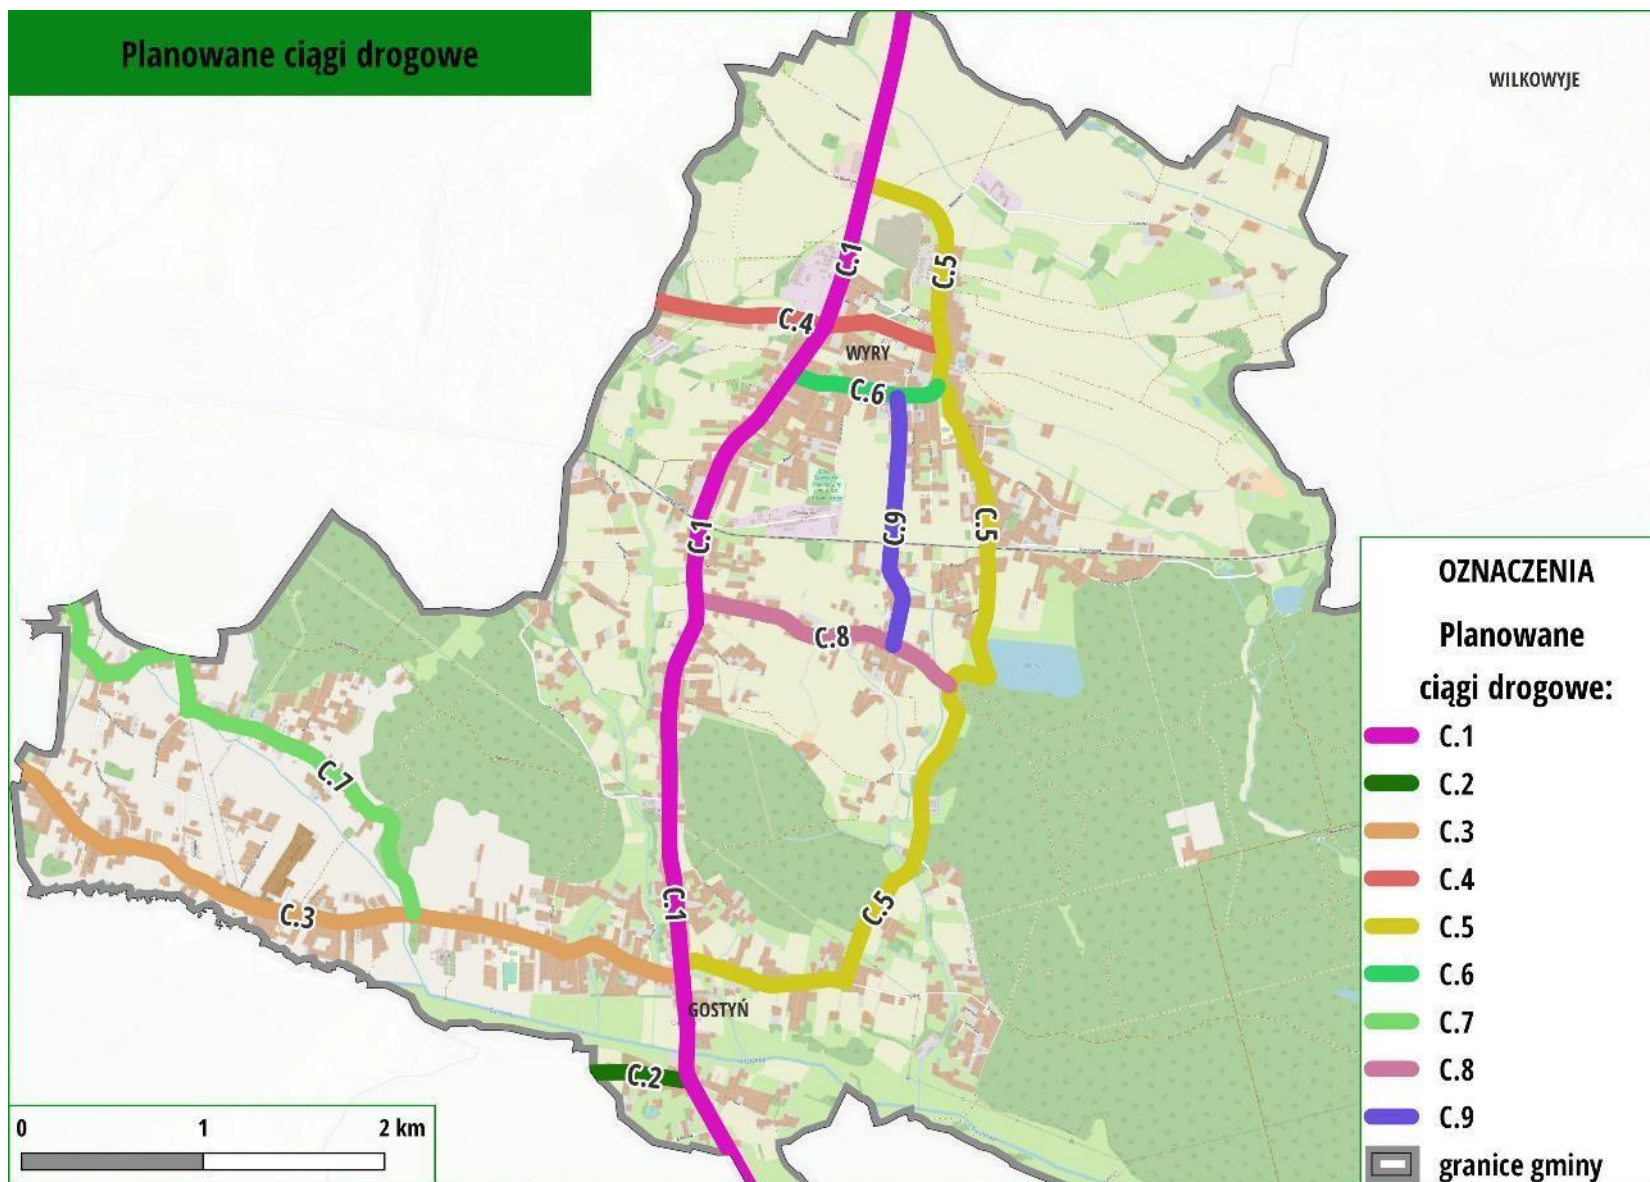 Planowane ciągi drogowe
WILKOWYJE
C.1
C.5
C.4
WYRY
C.6
C.1
C.9
C.5
C.8
C.7
C.3
C.1
C.5
GOSTYŃ
C.2
0 1 2 km
OZNACZENIA
Planowane
ciągi drogowe:
C.1
C.2
C.3
C.4
C.5
C.6
C.7
C.8
C.9
granice gminy